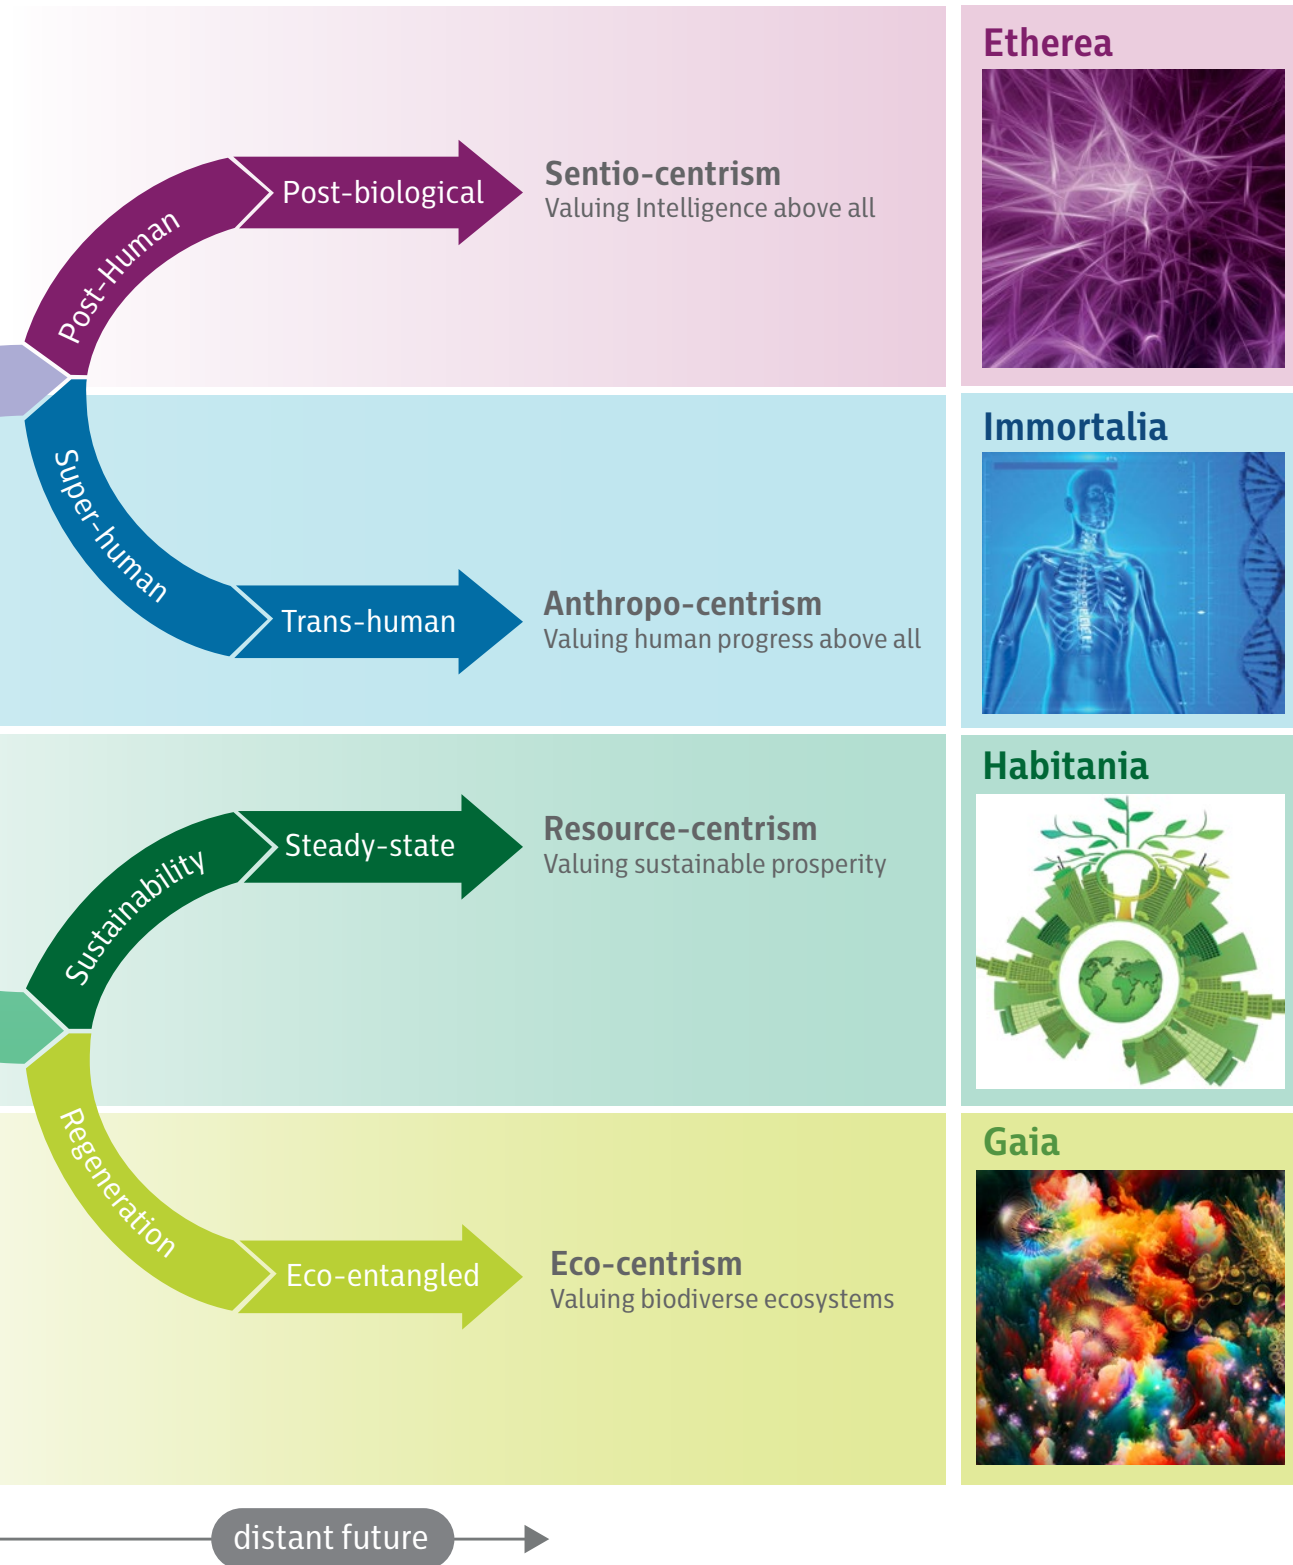 Etherea
Post-Human
Post-biological
Sentio-centrism
Valuing Intelligence above all
Immortalia
Super-human
Trans-human
Anthropo-centrism
Valuing human progress above all
Habitania
Sustainability
Steady-state
Resource-centrism
Valuing sustainable prosperity
Gaia
Regeneration
Eco-entangled
Eco-centrism
Valuing biodiverse ecosystems
distant future